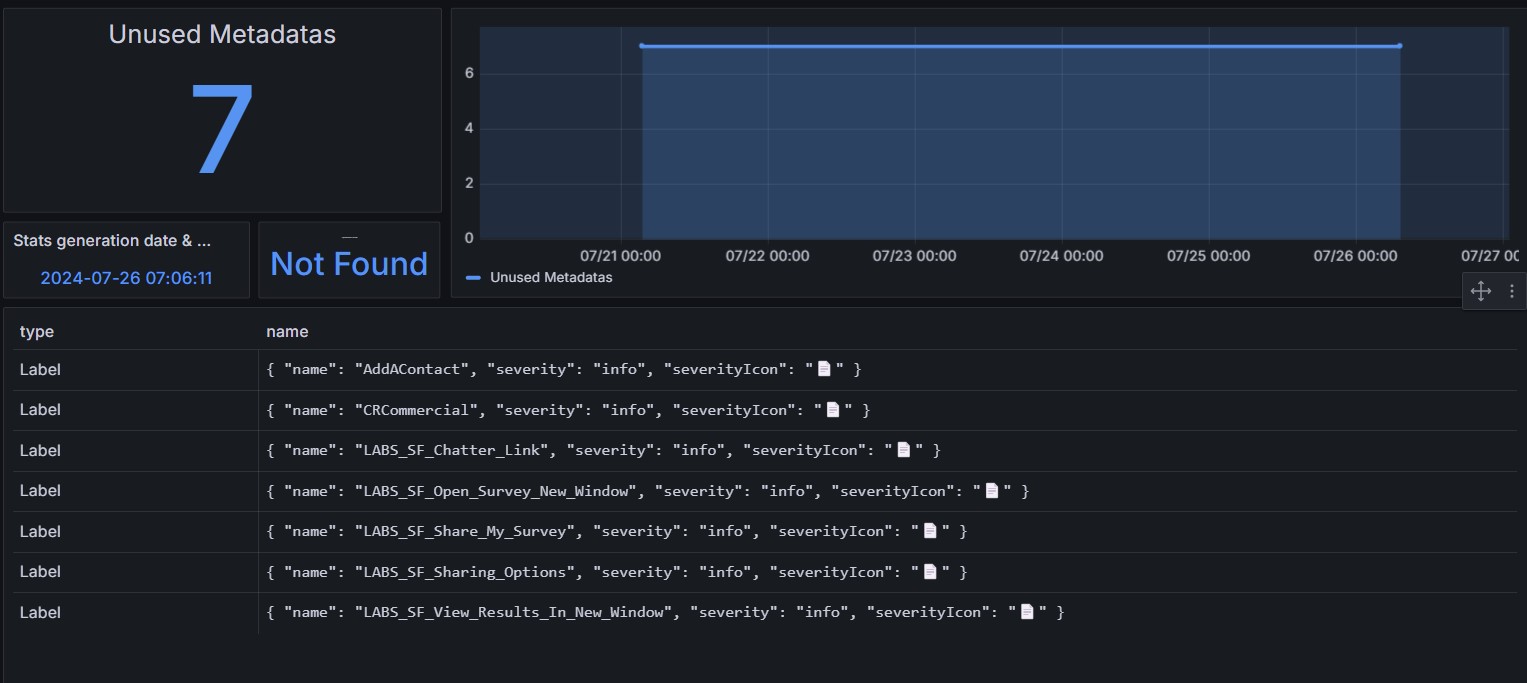 Unused Metadatas
7
Stats generation date & ...
2024-07-26 07:06:11
Not Found
6
4
2
0
07/21 00:00 07/22 00:00 07/23 00:00 07/24 00:00 07/25 00:00 07/26 00:00 07/27 0
Unused Metadatas
type name
Label { "name": "AddAContact", "severity": "info", "severityIcon": "📄" }
Label { "name": "CRCommercial", "severity": "info", "severityIcon": "📄" }
Label { "name": "LABS_SF_Chatter_Link", "severity": "info", "severityIcon": "📄" }
Label { "name": "LABS_SF_Open_Survey_New_Window", "severity": "info", "severityIcon": "📄" }
Label { "name": "LABS_SF_Share_My_Survey", "severity": "info", "severityIcon": "📄" }
Label { "name": "LABS_SF_Sharing_Options", "severity": "info", "severityIcon": "📄" }
Label { "name": "LABS_SF_View_Results_In_New_Window", "severity": "info", "severityIcon": "📄" }